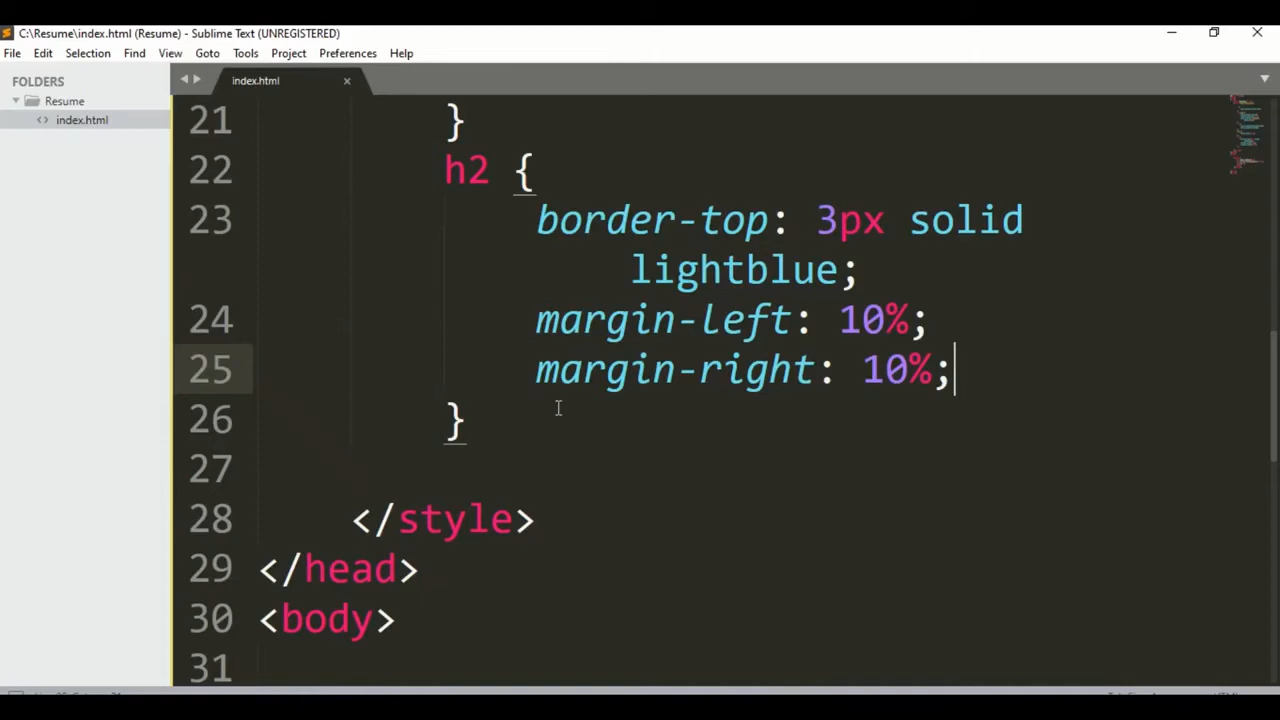 C:\Resume\index.html (Resume) - Sublime Text (UNREGISTERED)
File Edit Selection Find View Goto Tools Project Preferences Help
FOLDERS
Resume
index.html
index.html
21 }
22 h2 {
23 border-top: 3px solid
lightblue;
24 margin-left: 10%;
25 margin-right: 10%;
26 }
27
28 </style>
29 </head>
30 <body>
31